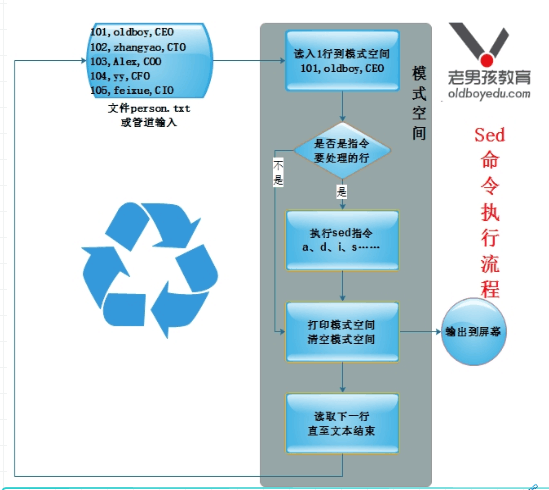 101,oldboy,CEO
102,zhangyao,CTO
103,Alex,COO
104,yy,CFO
105,feixue,CIO
文件person.txt
或管道输入
读入1行到模式空间
101,oldboy,CEO
模式空间
老男孩教育
oldboyedu.com
Sed命令执行流程
是否是指令
要处理的行
不是
是
执行sed指令
a、d、i、s……
打印模式空间
清空模式空间
输出到屏幕
读取下一行
直至文本结束